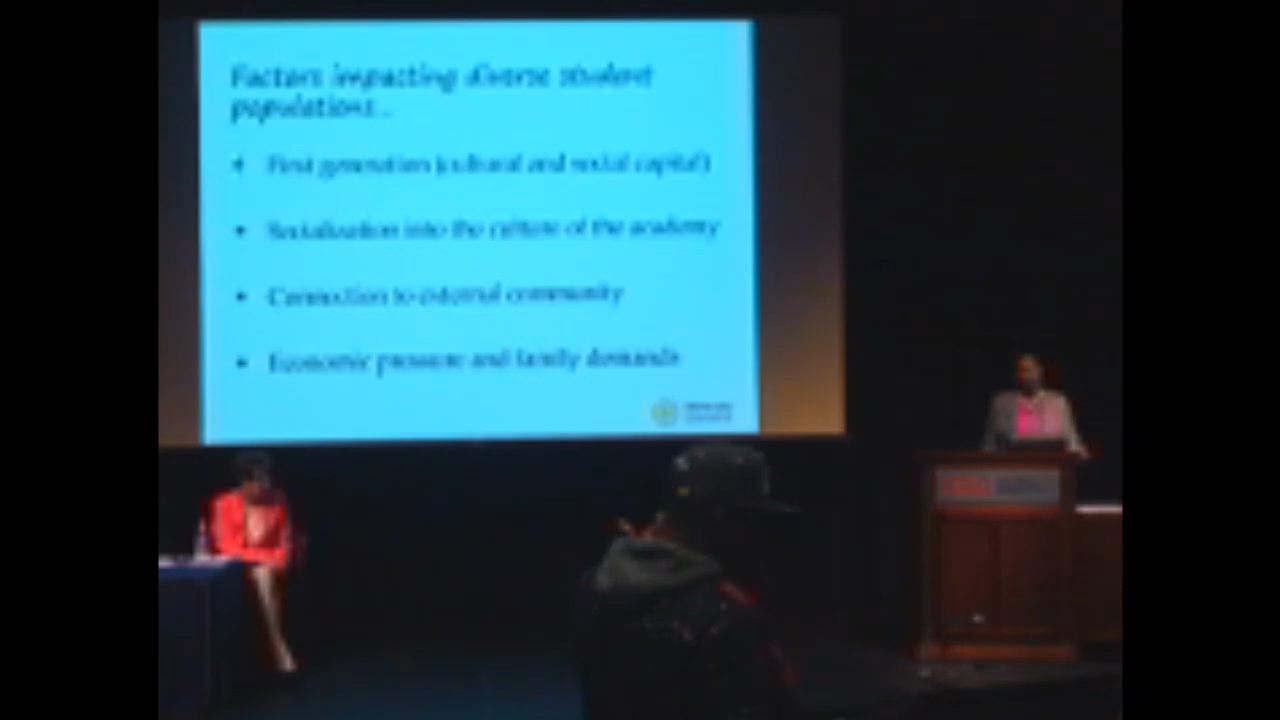 Factors impacting diverse student
populations...
• First generation (cultural and social capital)
• Socialization into the culture of the academy
• Connection to external community
• Economic pressure and family demands